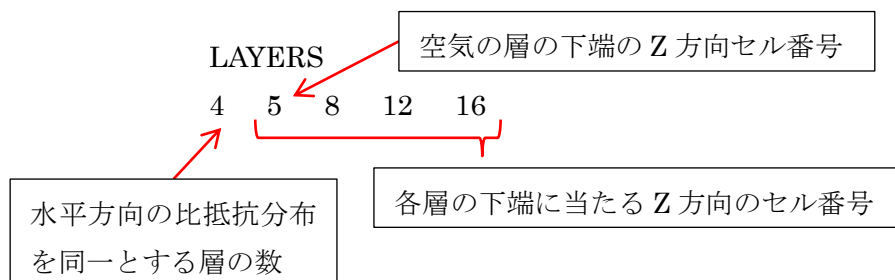 空気の層の下端の Z 方向セル番号
LAYERS
4 5 8 12 16
水平方向の比抵抗分布
を同一とする層の数
各層の下端に当たる Z 方向のセル番号